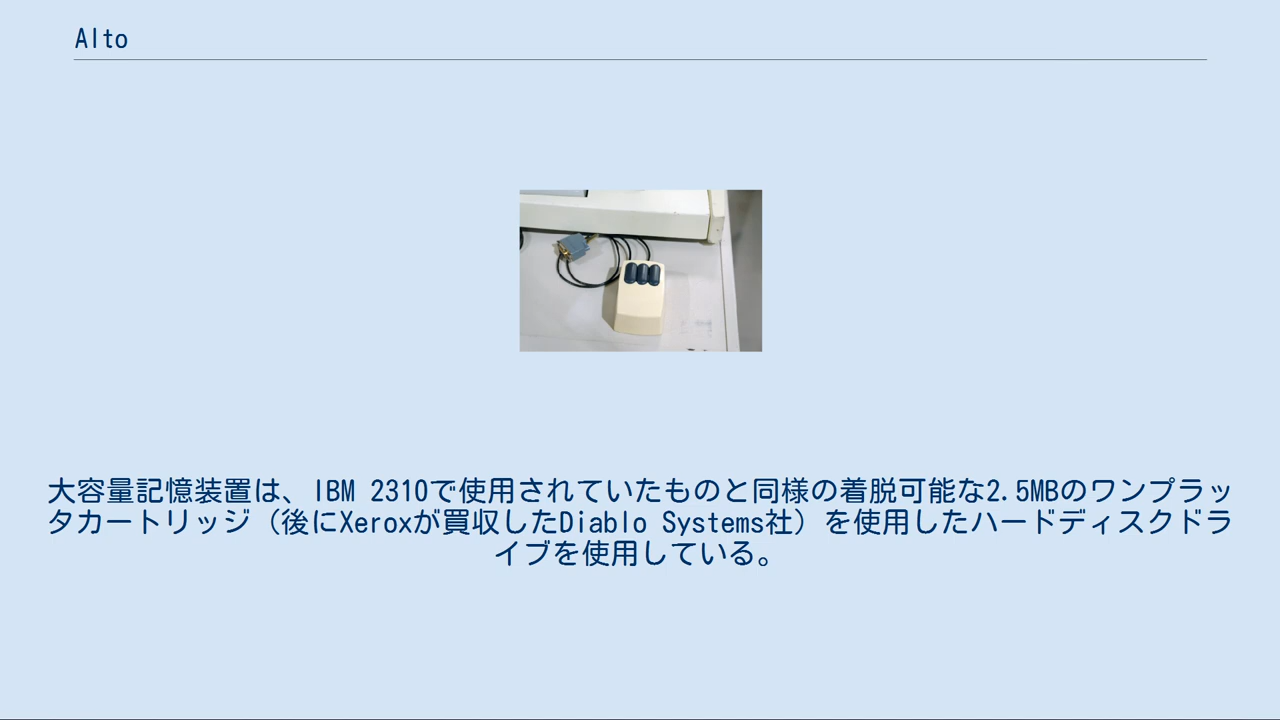 Alto
大容量記憶装置は、IBM 2310で使用されていたものと同様の着脱可能な2.5MBのワンプラッ
タカートリッジ（後にXeroxが買収したDiablo Systems社）を使用したハードディスクドラ
イブを使用している。